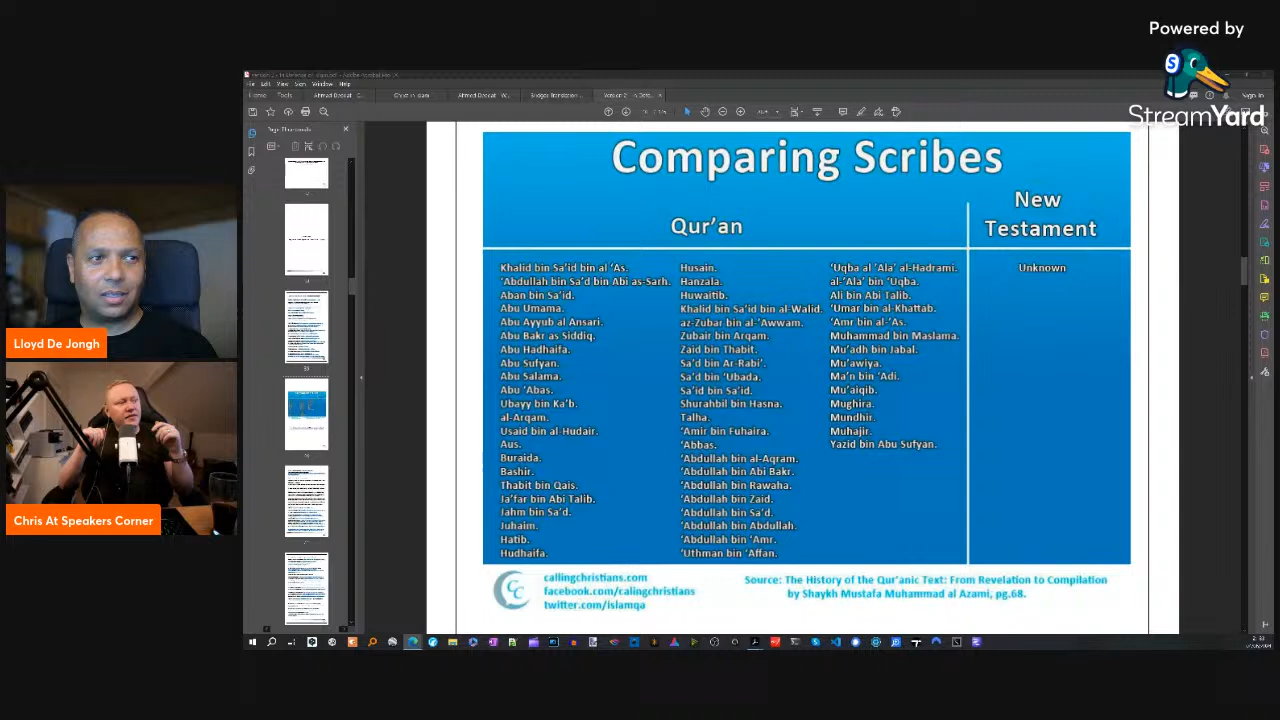 Powered by
StreamYard
Window Help
Home Tools
Sign In
Comparing Scribes
Qur’an
New
Testament
Khalid bin Sa’id bin al ‘As.
‘Abdullah bin Sa’d bin Abi as-Sarh.
Aban bin Sa’id.
Abu Umama.
Abu Ayyub al Ansari.
Abu Bakr as Siddiq.
Abu Hadhaifa.
Abu Sufyan.
Abu Salama.
Abu ‘Abas.
Ubayy bin Ka’b.
al-Arqam.
Usaid bin al-Hudair.
Aus.
Buraida.
Bashir.
Thabit bin Qais.
Ja’far bin Abi Talib.
Jahm bin Sa’d.
Juhaim.
Hatib.
Hudhaifa.
Husain.
Hanzala.
Huwaitib.
Khalid bin Sa’id bin al-Walid.
az-Zubar bin al-’Awwam.
Zubair bin Arqam.
Zaid bin Thabit.
Sa’d bin Ar-Rabi’.
Sa’d bin ‘Ubada.
Sa’id bin Sa’id.
Shurahbil bin Hasna.
Talha.
‘Amir bin Fuhaira.
‘Abbas.
‘Abdullah bin al-Aqram.
‘Abdullah bin Abi Bakr.
‘Abdullah bin Rawaha.
‘Abdullah bin Zaid.
‘Abdullah bin Sa’d.
‘Abdullah bin Abdullah.
‘Abdullah bin ‘Amr.
‘Uthman bin ‘Affan.
‘Uqba al ‘Ala’ al-Hadrami.
al-’Ala’ bin ‘Uqba.
Ali bin Abi Talib.
‘Umar bin al-Khattab.
‘Amr bin al-’As.
Muhammad bin Maslama.
Mu’adh bin Jabal.
Mu’awiya.
Ma’n bin ‘Adi.
Mu’aiqib.
Mughira.
Mundhir.
Muhajir.
Yazid bin Abu Sufyan.
Unknown
callingchristians.com
facebook.com/calingchristians
twitter.com/islamqa
Source: The History of the Qur’anic Text: From Revelation to Compilation
by Shaykh Mustafa Muhammad al Azami, pg.68.
Lloyd De Jongh
Chris At Speakers Corner